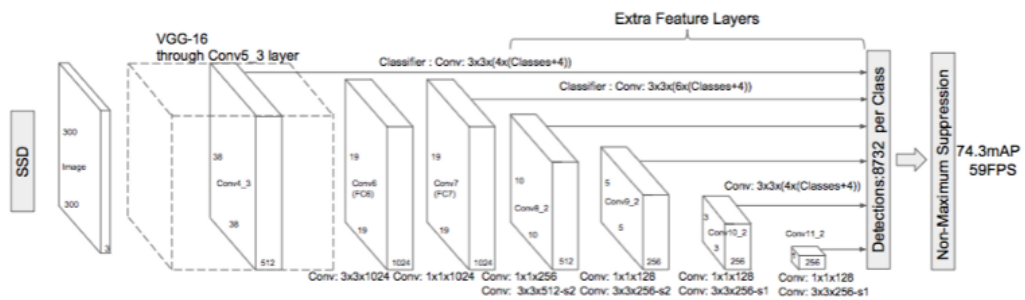 Extra Feature Layers
VGG-16
through Conv5_3 layer
Classifier : Conv: 3x3x(4x(Classes+4))
Classifier : Conv: 3x3x(6x(Classes+4))
SSD
300
Image
300
3
38
Conv4_3
38
512
19
Conv6
(FC6)
19
1024
19
Conv7
(FC7)
19
1024
10
Conv8_2
10
512
5
Conv9_2
5
256
Conv: 3x3x(4x(Classes+4))
3
Conv10_2
3
256
Conv11_2
256
Detections:8732 per Class
Non-Maximum Suppression
74.3mAP
59FPS
Conv: 3x3x1024
Conv: 1x1x1024
Conv: 1x1x256
Conv: 3x3x512-s2
Conv: 1x1x128
Conv: 3x3x256-s2
Conv: 1x1x128
Conv: 3x3x256-s1
Conv: 1x1x128
Conv: 3x3x256-s1